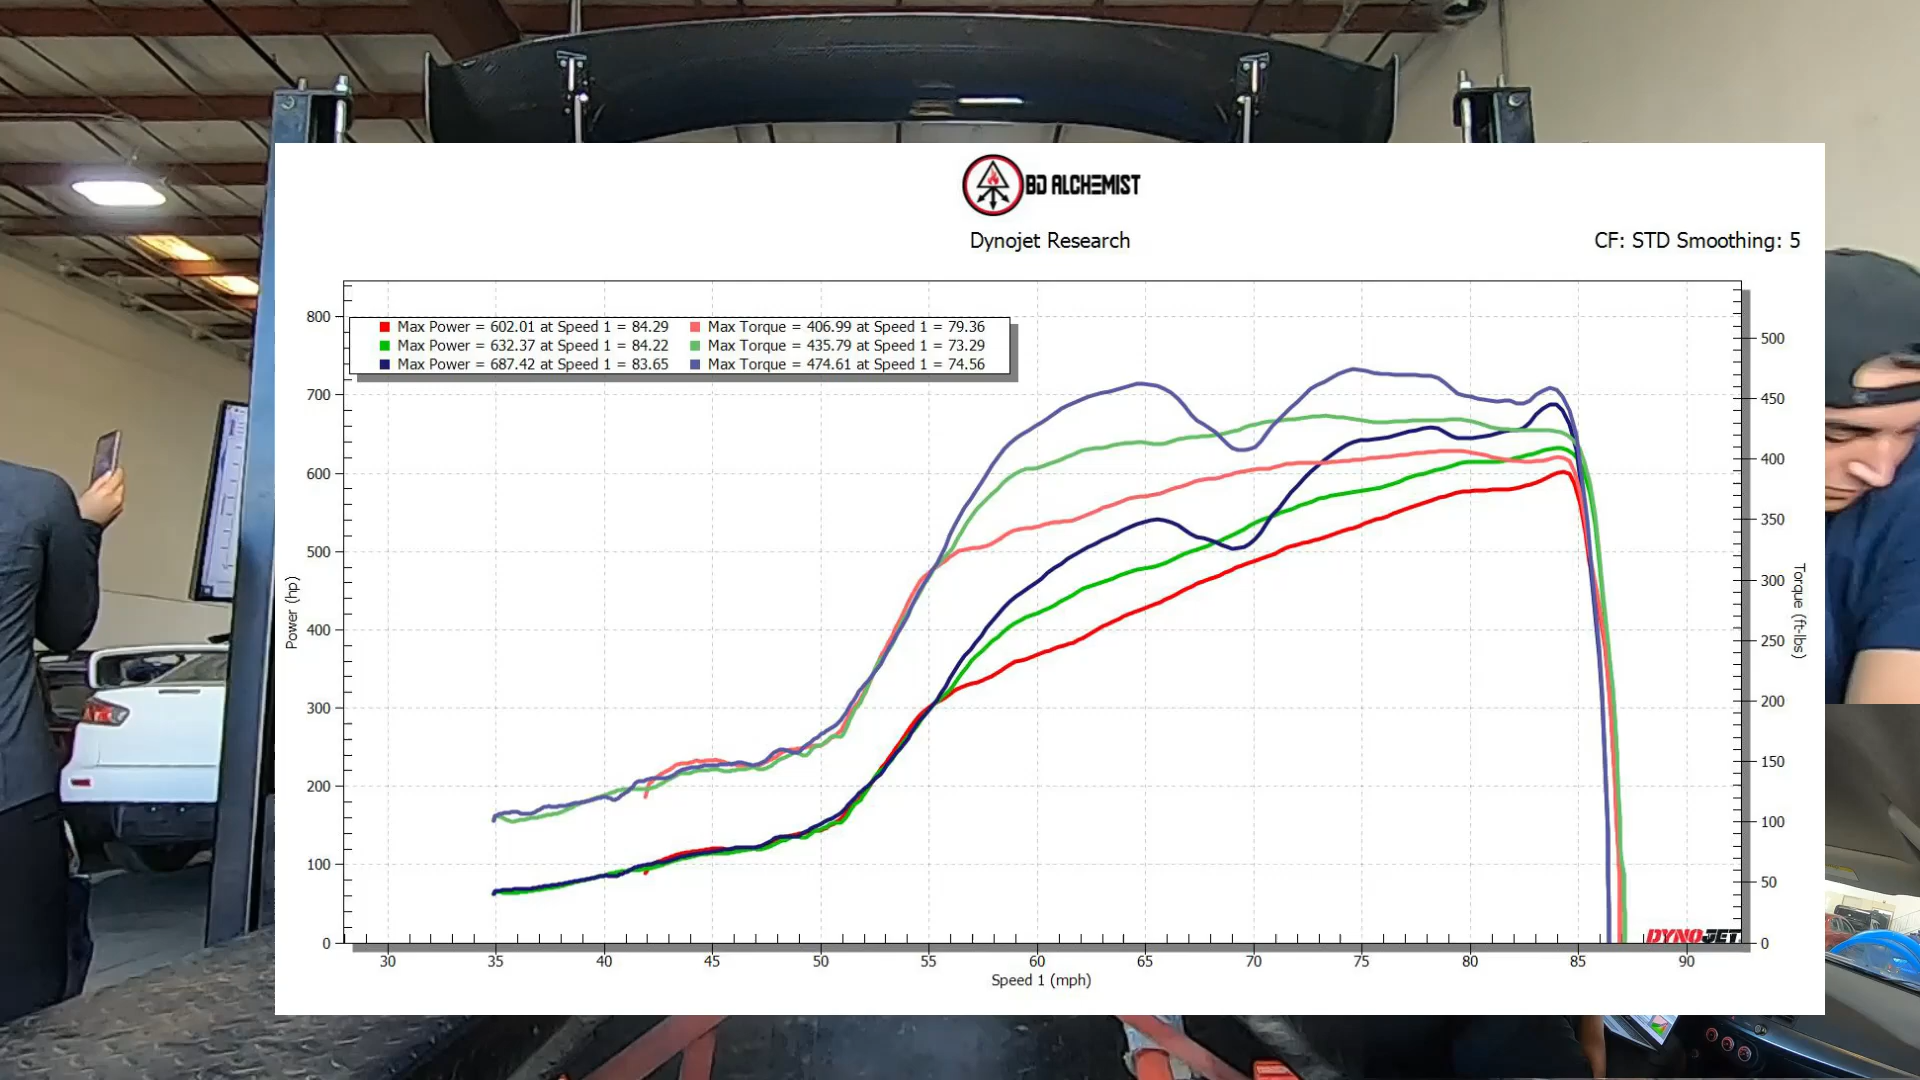 BD ALCHEMIST
Dynojet Research
CF: STD Smoothing: 5
Max Power = 602.01 at Speed 1 = 84.29 Max Torque = 406.99 at Speed 1 = 79.36
Max Power = 632.37 at Speed 1 = 84.22 Max Torque = 435.79 at Speed 1 = 73.29
Max Power = 687.42 at Speed 1 = 83.65 Max Torque = 474.61 at Speed 1 = 74.56
Power (hp)
800
700
600
500
400
300
200
100
0
Torque (ft-lbs)
500
450
400
350
300
250
200
150
100
50
0
DYNOJET
30 35 40 45 50 55 60 65 70 75 80 85 90
Speed 1 (mph)